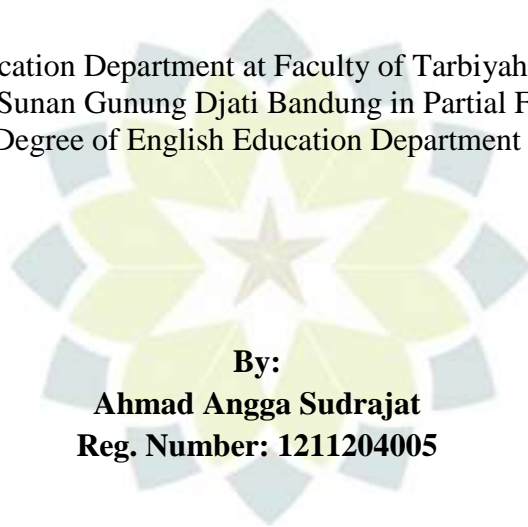 cation Department at Faculty of Tarbiyah
Sunan Gunung Djati Bandung in Partial F
Degree of English Education Department
By:
Ahmad Angga Sudrajat
Reg. Number: 1211204005